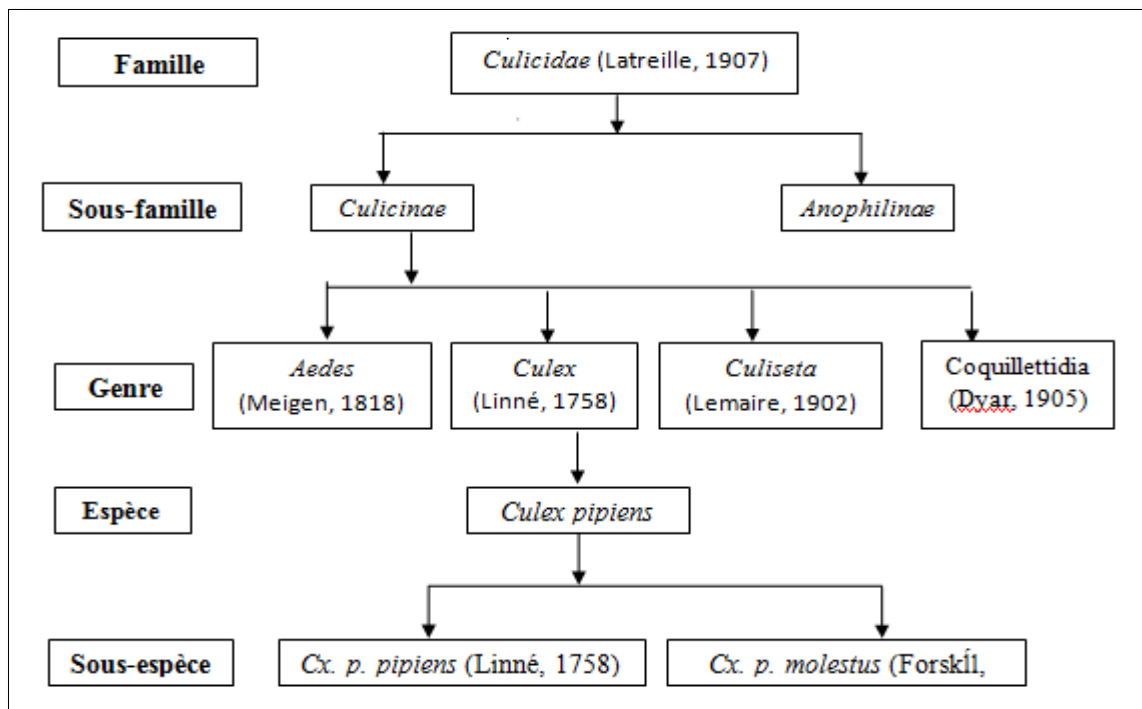 Famille
Culicidae (Latreille, 1907)
Sous-famille
Culicinae
Anophilinae
Genre
Aedes
(Meigen, 1818)
Culex
(Linné, 1758)
Culiseta
(Lemaire, 1902)
Coquillettidia
(Dyar, 1905)
Espèce
Culex pipiens
Sous-espèce
Cx. p. pipiens (Linné, 1758)
Cx. p. molestus (ForskÍl,